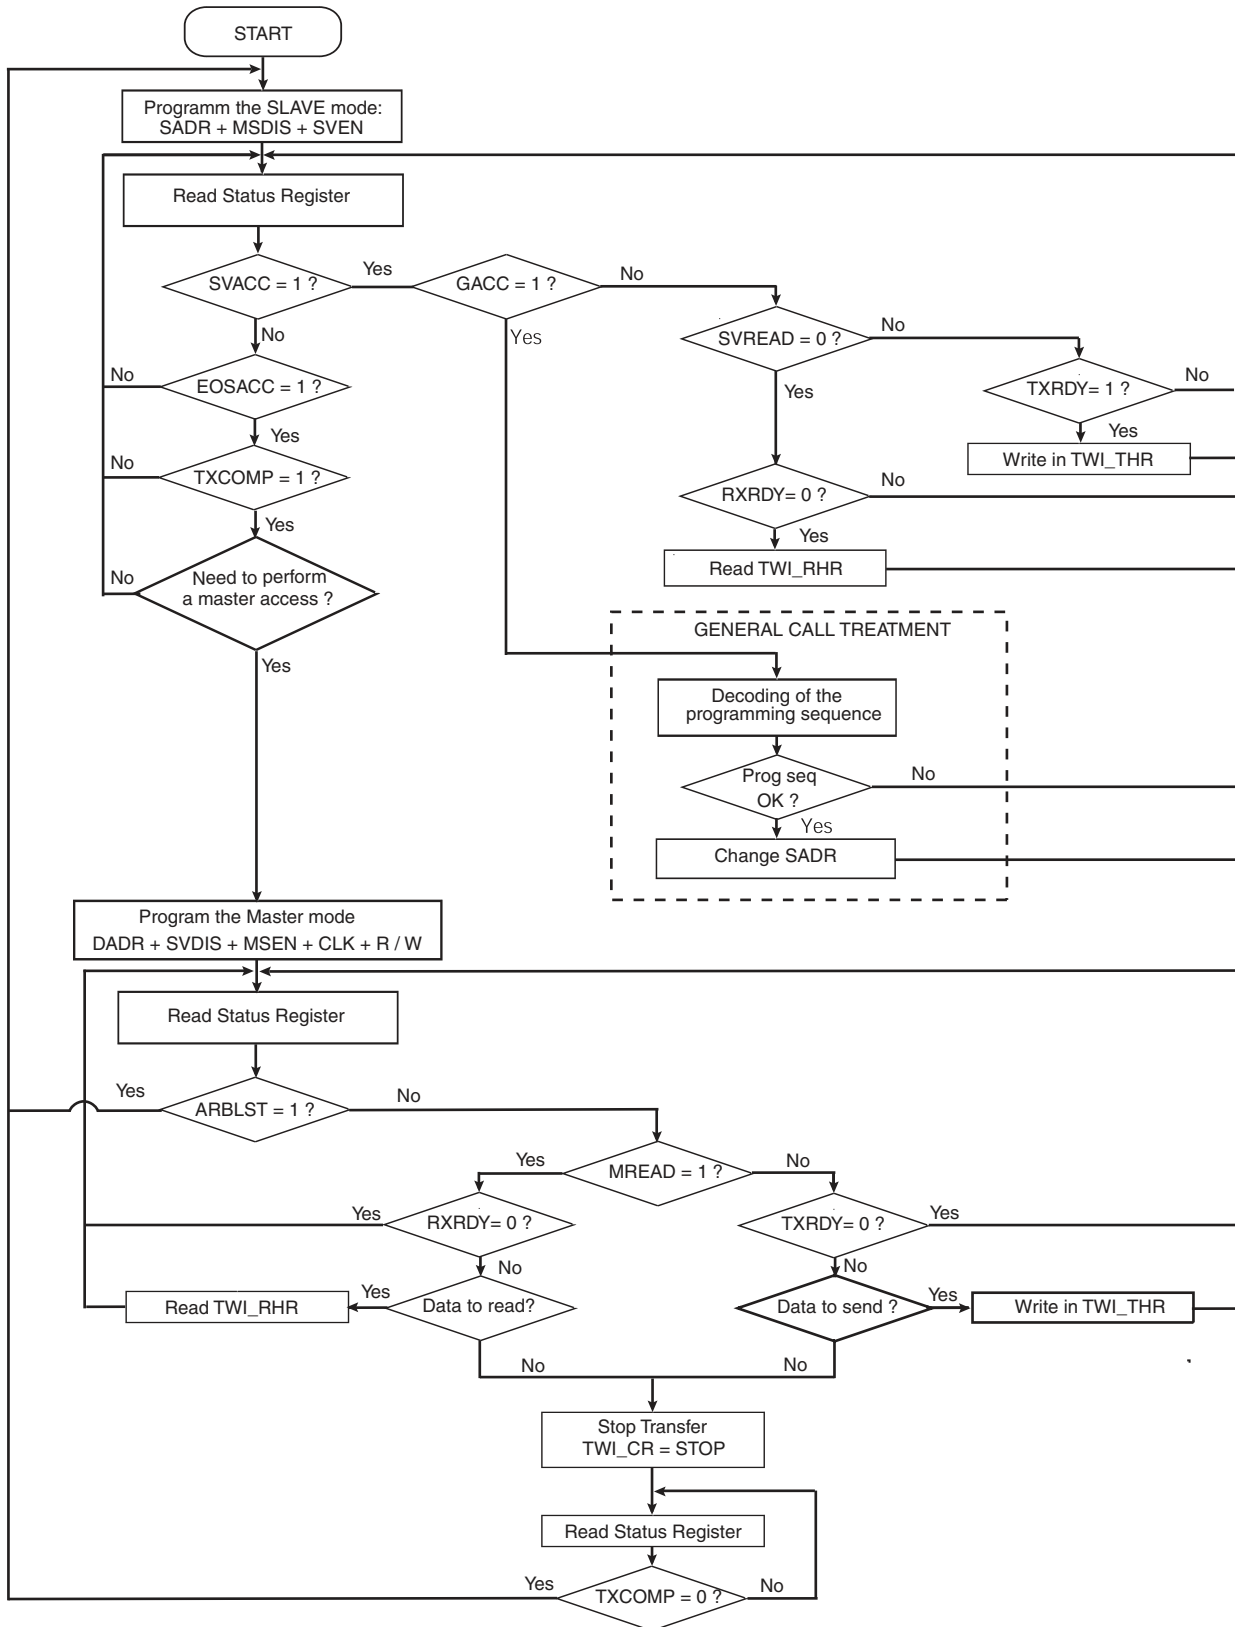 START
Programm the SLAVE mode:
SADR + MSDIS + SVEN
Read Status Register
SVACC = 1 ?
Yes
GACC = 1 ?
No
No
Yes
SVREAD = 0 ?
No
EOSACC = 1 ?
No
Yes
Yes
TXRDY= 1 ?
No
Yes
Write in TWI_THR
TXCOMP = 1 ?
No
Yes
RXRDY= 0 ?
No
Yes
Read TWI_RHR
Need to perform
a master access ?
No
Yes
GENERAL CALL TREATMENT
Decoding of the
programming sequence
Prog seq
OK ?
No
Yes
Change SADR
Program the Master mode
DADR + SVDIS + MSEN + CLK + R / W
Read Status Register
Yes
ARBLST = 1 ?
No
Yes
MREAD = 1 ?
No
Yes
RXRDY= 0 ?
TXRDY= 0 ?
Yes
No
No
Read TWI_RHR
Yes
Data to read?
Data to send ?
Yes
Write in TWI_THR
No
No
Stop Transfer
TWI_CR = STOP
Read Status Register
Yes
TXCOMP = 0 ?
No